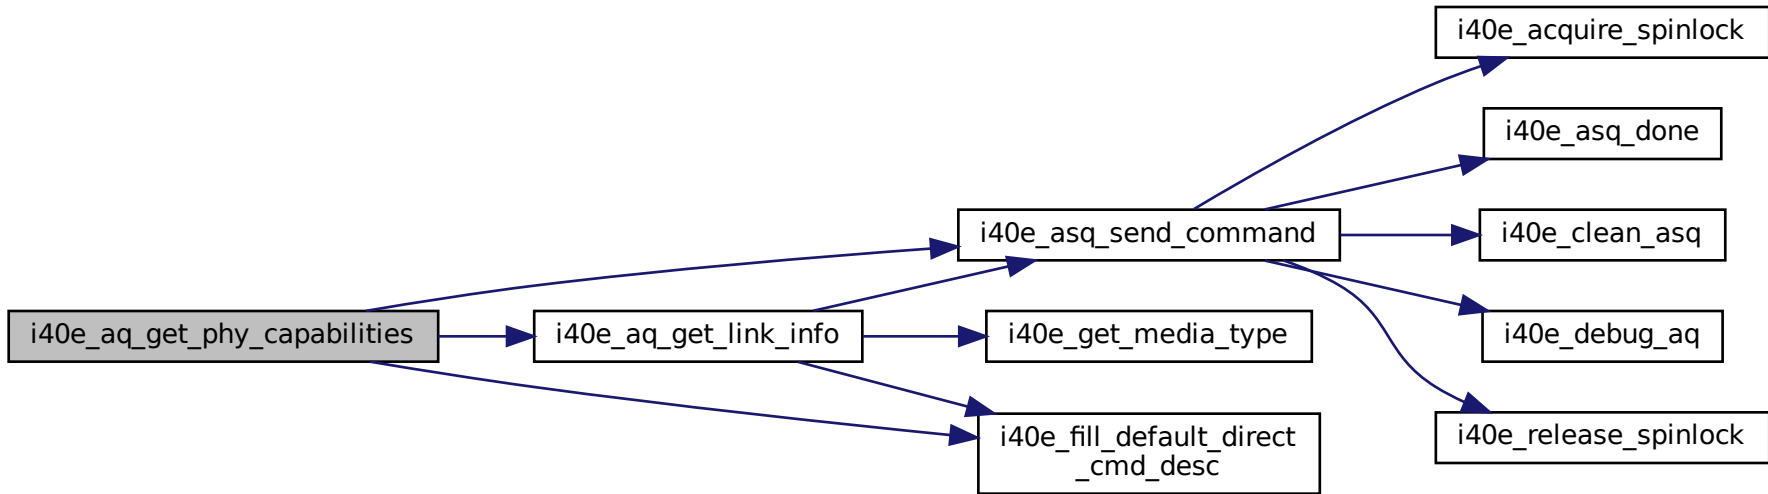 i40e_acquire_spinlock
i40e_asq_done
i40e_asq_send_command
i40e_clean_asq
i40e_aq_get_phy_capabilities
i40e_aq_get_link_info
i40e_get_media_type
i40e_debug_aq
i40e_fill_default_direct
_cmd_desc
i40e_release_spinlock